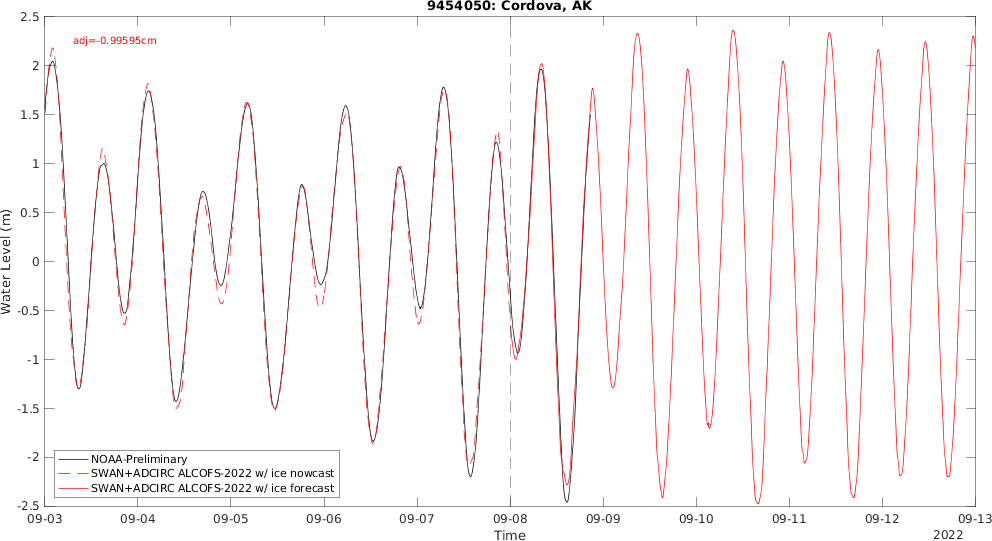 9454050: Cordova, AK
adj=-0.99595cm
2.5
2
1.5
1
0.5
0
-0.5
-1
-1.5
-2
-2.5
Water Level (m)
NOAA-Preliminary
SWAN+ADCIRC ALCOFS-2022 w/ ice nowcast
SWAN+ADCIRC ALCOFS-2022 w/ ice forecast
09-03 09-04 09-05 09-06 09-07 09-08 09-09 09-10 09-11 09-12 09-13
Time
2022